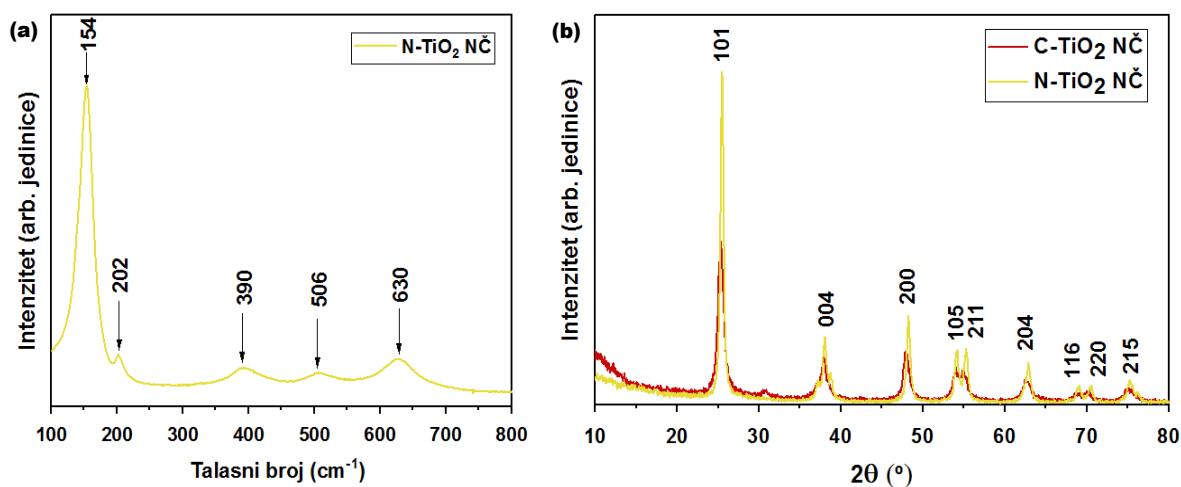 (a)
Intenzitet (arb. jedinice)
154
202
390
506
630
N-TiO₂ NČ
100 200 300 400 500 600 700 800
Talasni broj (cm⁻¹)
(b)
Intenzitet (arb. jedinice)
101
004
200
105
211
204
116
220
215
C-TiO₂ NČ
N-TiO₂ NČ
10 20 30 40 50 60 70 80
2θ (°)